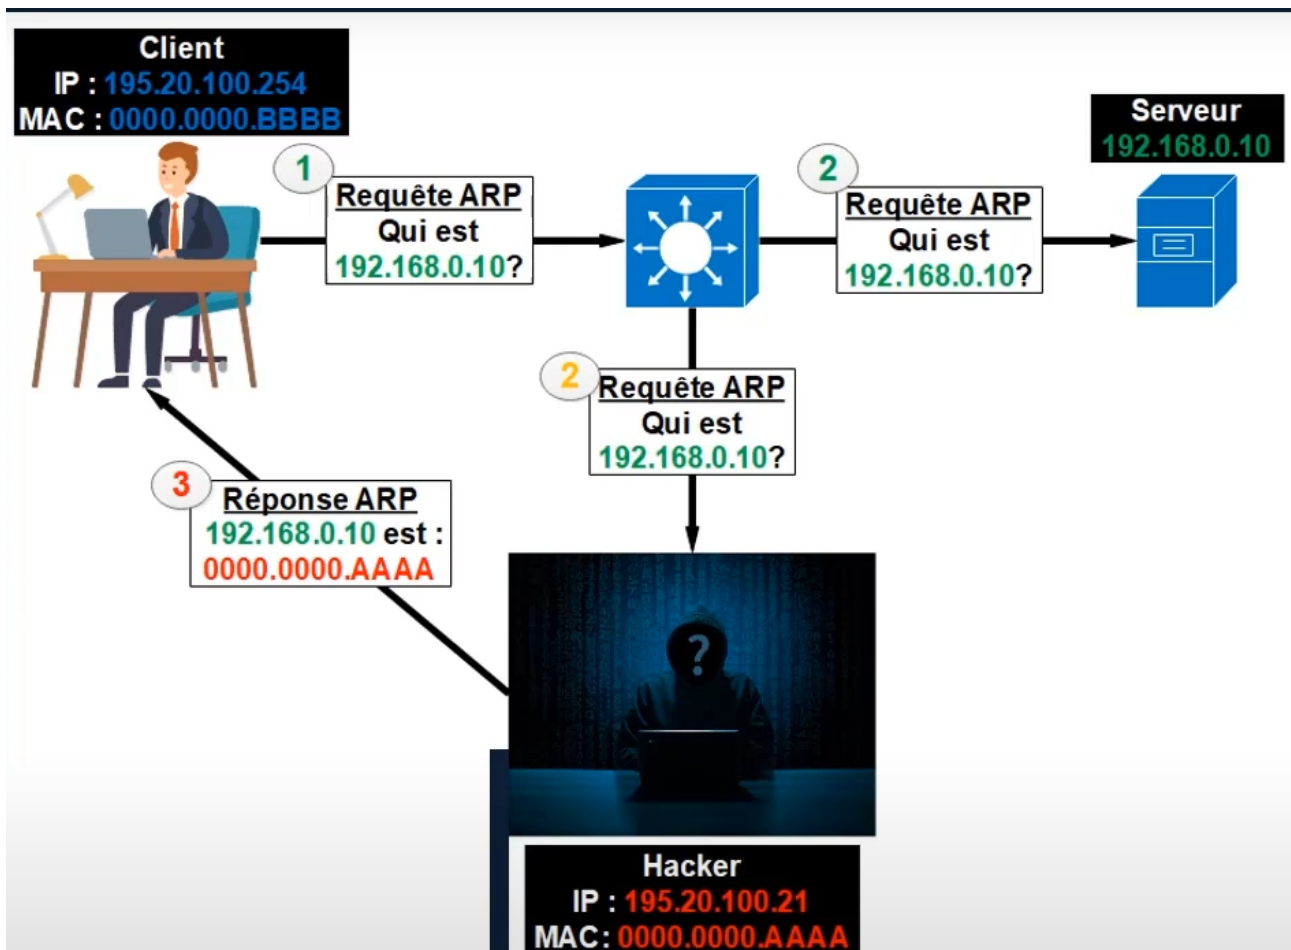 Client
IP : 195.20.100.254
MAC : 0000.0000.BBBB
Serveur
192.168.0.10
1
Requête ARP
Qui est
192.168.0.10?
2
Requête ARP
Qui est
192.168.0.10?
2
Requête ARP
Qui est
192.168.0.10?
3
Réponse ARP
192.168.0.10 est :
0000.0000.AAAA
?
Hacker
IP : 195.20.100.21
MAC: 0000.0000.AAAA